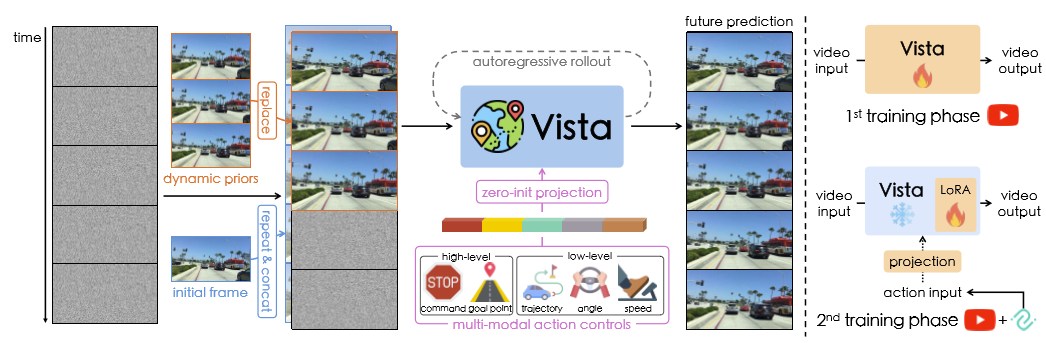 time
replace
dynamic priors
repeat & concat
initial frame
autoregressive rollout
Vista
zero-init projection
high-level
low-level
STOP
command
goal point
trajectory
angle
speed
multi-modal action controls
future prediction
video
input
Vista
video
output
1st training phase
video
input
Vista
LoRA
video
output
projection
action input
2nd training phase
+